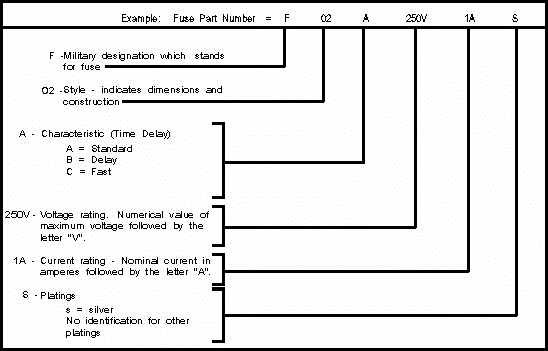 Example: Fuse Part Number = F 02 A 250V 1A S
F -Military designation which stands
for fuse
02 -Style - indicates dimensions and
construction
A - Characteristic (Time Delay)
A = Standard
B = Delay
C = Fast
250V - Voltage rating. Numerical value of
maximum voltage followed by the
letter "V".
1A - Current rating - Nominal current in
amperes followed by the letter "A".
S - Platings
s = silver
No identification for other
platings